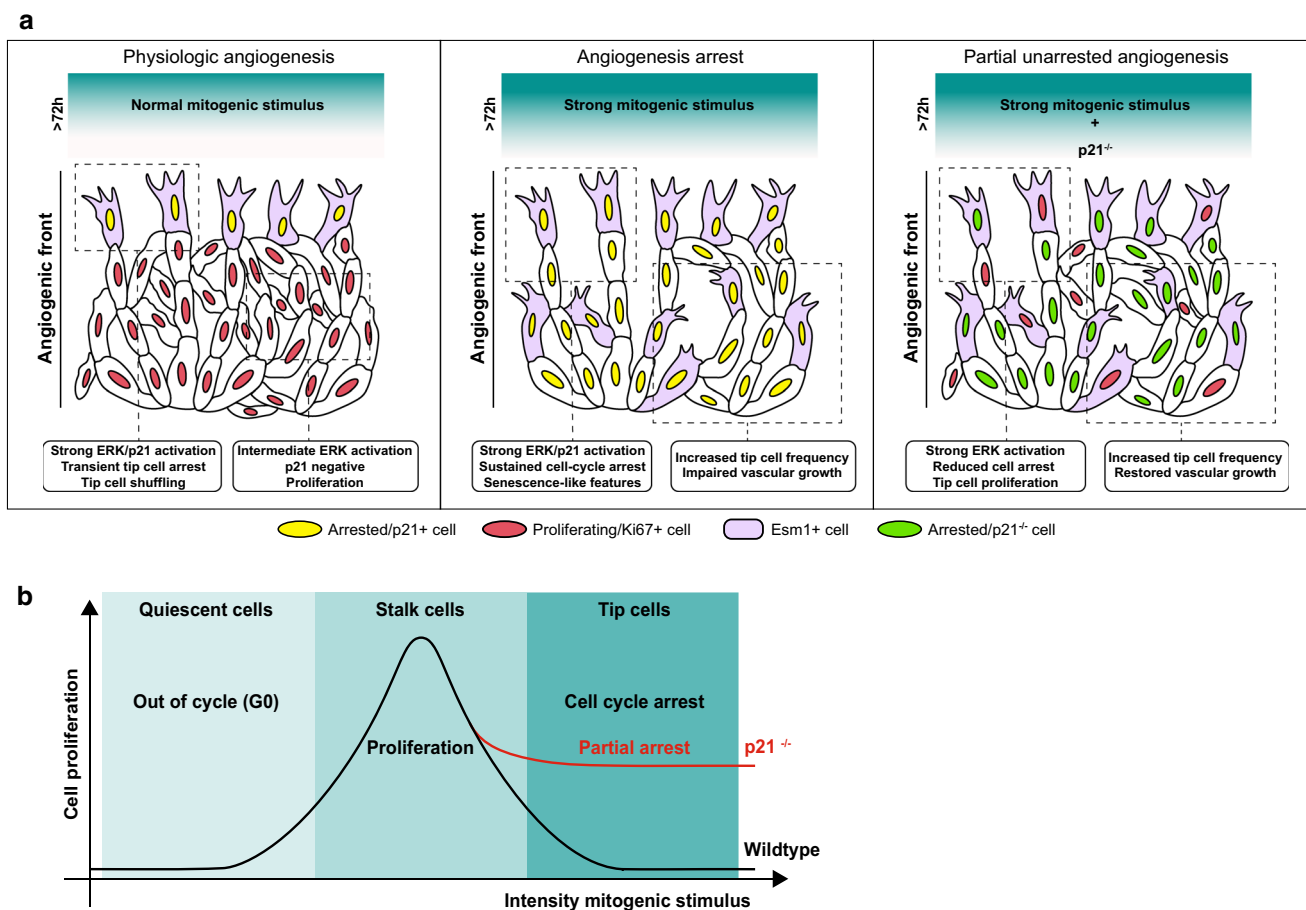 a
Physiologic angiogenesis
>72h
Normal mitogenic stimulus
Angiogenic front
Strong ERK/p21 activation
Transient tip cell arrest
Tip cell shuffling
Intermediate ERK activation
p21 negative
Proliferation
Angiogenesis arrest
>72h
Strong mitogenic stimulus
Angiogenic front
Strong ERK/p21 activation
Sustained cell-cycle arrest
Senescence-like features
Increased tip cell frequency
Impaired vascular growth
Partial unarrested angiogenesis
>72h
Strong mitogenic stimulus
+
p21-/-
Angiogenic front
Strong ERK activation
Reduced cell arrest
Tip cell proliferation
Increased tip cell frequency
Restored vascular growth
Arrested/p21+ cell
Proliferating/Ki67+ cell
Esm1+ cell
Arrested/p21-/- cell
b
Cell proliferation
Quiescent cells
Stalk cells
Tip cells
Out of cycle (G0)
Cell cycle arrest
Proliferation
Partial arrest
p21 -/-
Wildtype
Intensity mitogenic stimulus